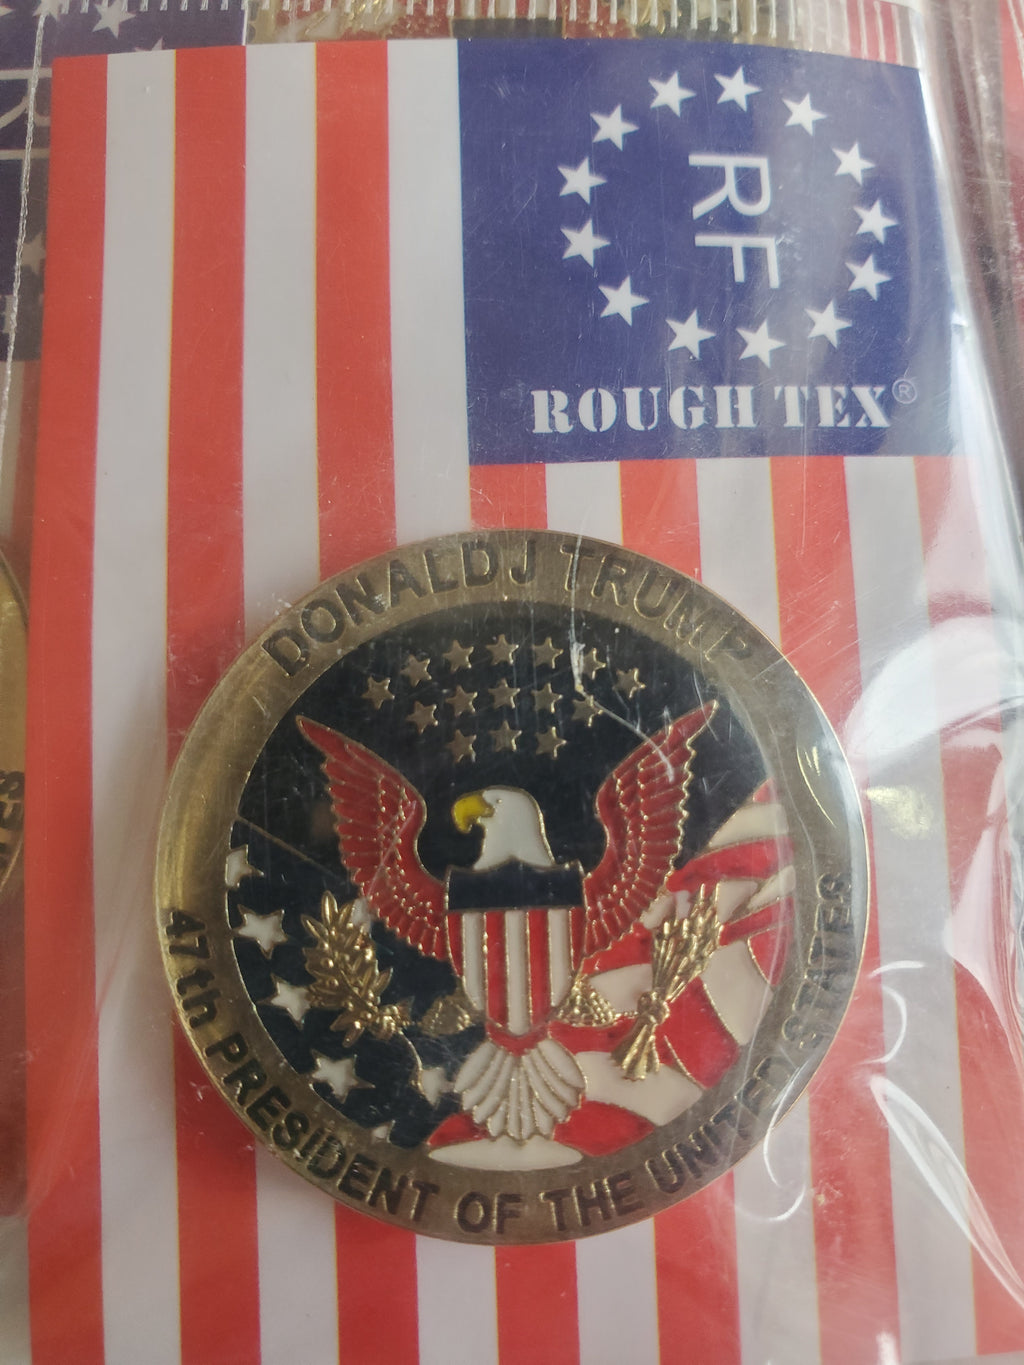 RF
ROUGH TEX®
DONALD J TRUMP
47th PRESIDENT OF THE UNITED STATES